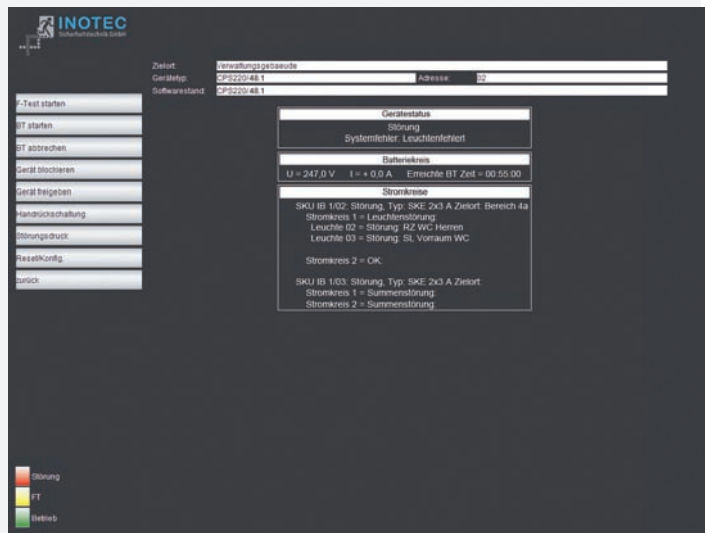 INOTEC
Sicherheitstechnik GmbH
Zielort: Verwaltungsgebaeude
Gerätetyp: CPS220/48.1 Adresse: 02
Softwarestand: CPS220/48.1
F-Test starten
BT starten
BT abbrechen
Gerät blockieren
Gerät freigeben
Handrückschaltung
Störungsdruck
Reset/Konfig.
zurück
Gerätestatus
Störung
Systemfehler: Leuchtenfehler!
Batteriekreis
U = 247,0 V I = + 0,0 A Erreichte BT Zeit = 00:55:00
Stromkreise
SKU IB 1/02: Störung, Typ: SKE 2x3 A Zielort: Bereich 4a
Stromkreis 1 = Leuchtenstörung:
Leuchte 02 = Störung: RZ WC Herren
Leuchte 03 = Störung: SL Vorraum WC
Stromkreis 2 = OK:
SKU IB 1/03: Störung, Typ: SKE 2x3 A Zielort:
Stromkreis 1 = Summenstörung:
Stromkreis 2 = Summenstörung:
Störung
FT
Betrieb